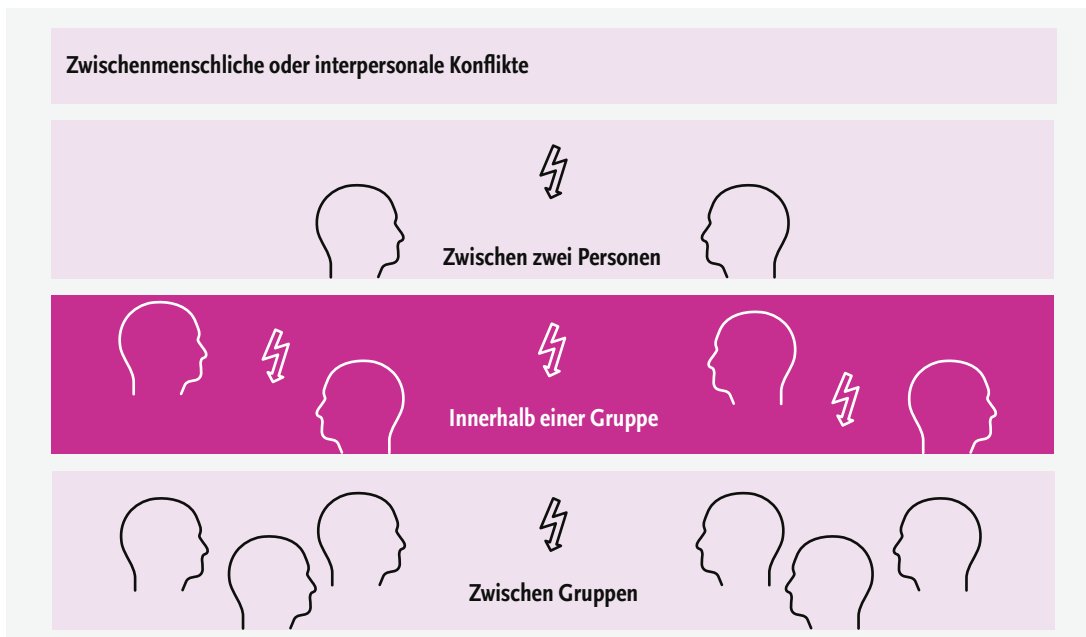 Zwischenmenschliche oder interpersonale Konflikte
Zwischen zwei Personen
Innerhalb einer Gruppe
Zwischen Gruppen